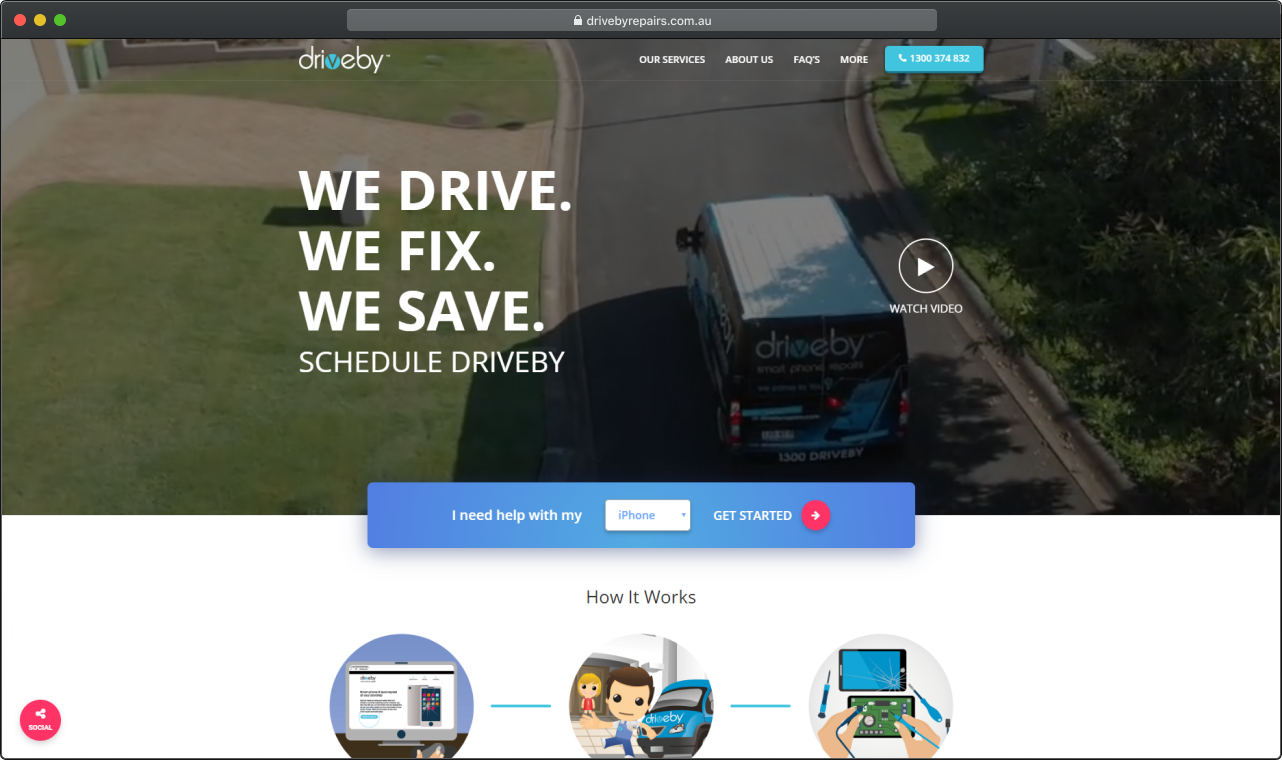 drivebyrepairs.com.au
driveby™
OUR SERVICES
ABOUT US
FAQ'S
MORE
1300 374 832
WE DRIVE.
WE FIX.
WE SAVE.
SCHEDULE DRIVEBY
WATCH VIDEO
driveby
smart phone repairs
we come to you
1300 DRIVEBY
I need help with my
iPhone
GET STARTED
How It Works
driveby
driveby
SOCIAL